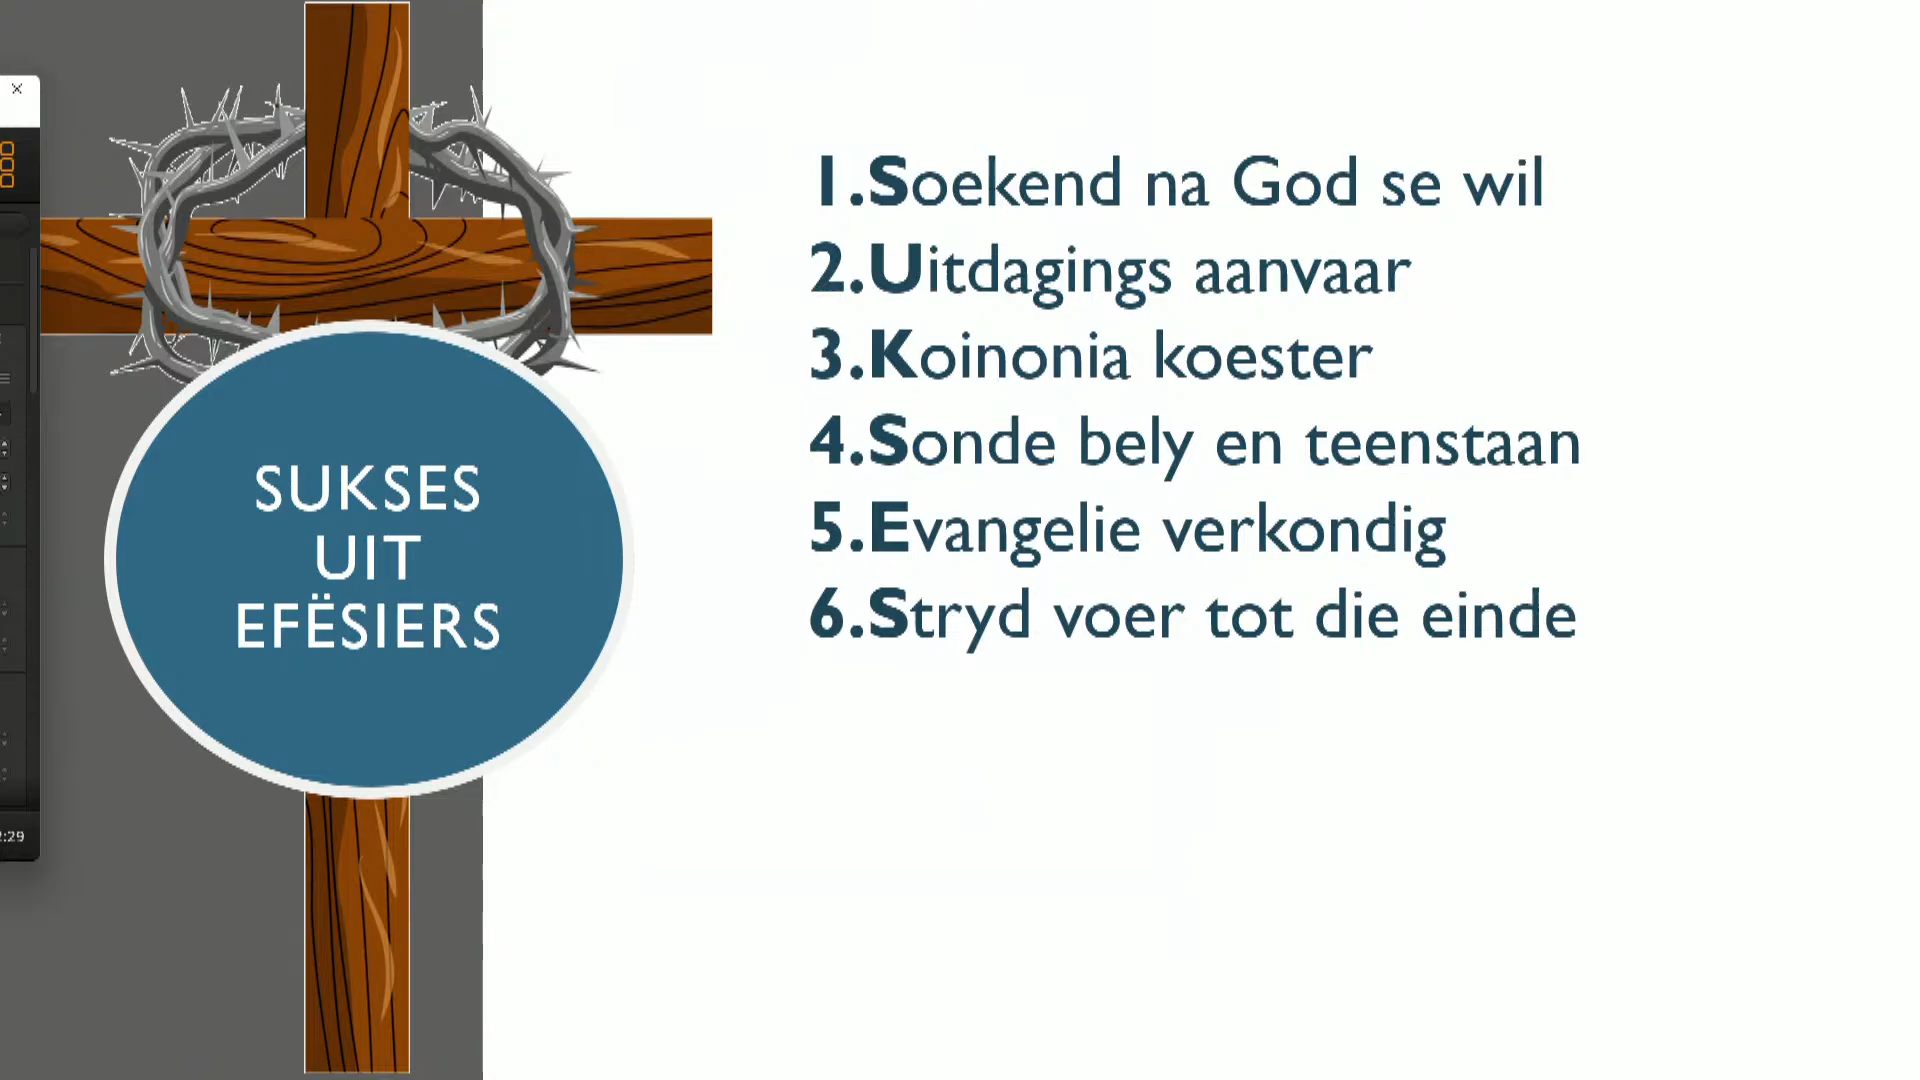 SUKSES
UIT
EFËSIERS
1.Soekend na God se wil
2.Uitdagings aanvaar
3.Koinonia koester
4.Sonde bely en teenstaan
5.Evangelie verkondig
6.Stryd voer tot die einde
:29